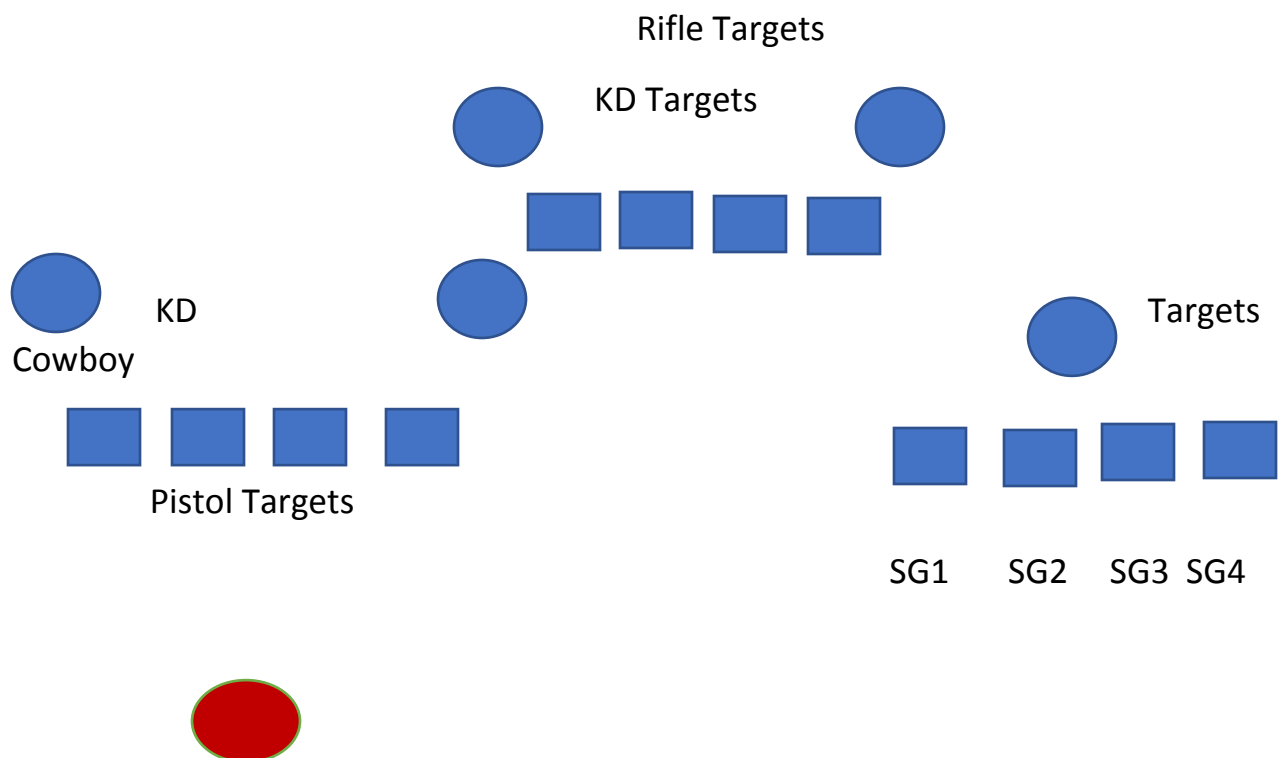 Rifle Targets
KD Targets
KD
Targets
Cowboy
Pistol Targets
SG1 SG2 SG3 SG4